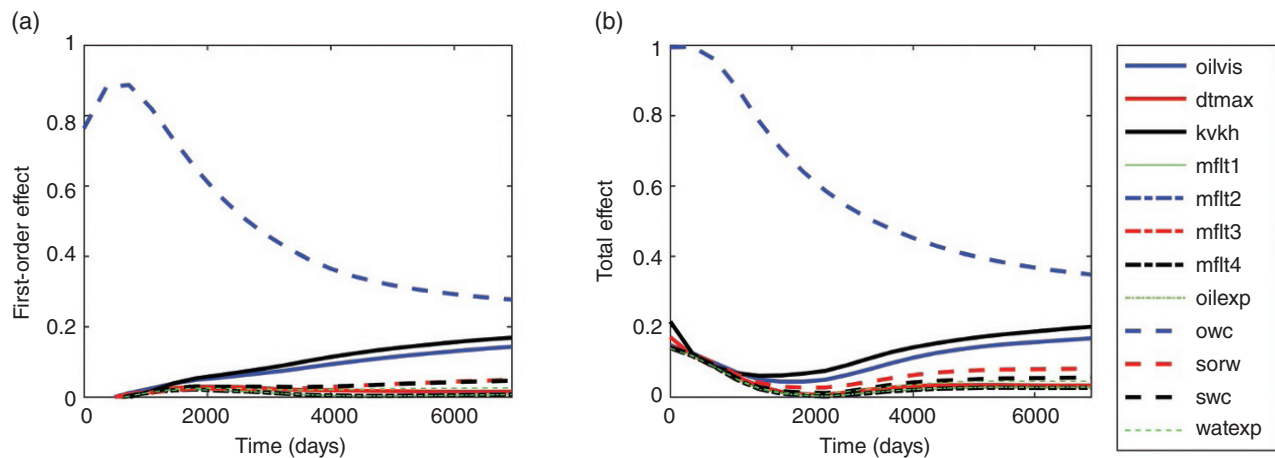 (a)
1
0.8
0.6
0.4
0.2
0
First-order effect
0 2000 4000 6000
Time (days)
(b)
1
0.8
0.6
0.4
0.2
0
Total effect
0 2000 4000 6000
Time (days)
oilvis
dtmax
kvkh
mflt1
mflt2
mflt3
mflt4
oilexp
owc
sorw
swc
watexp